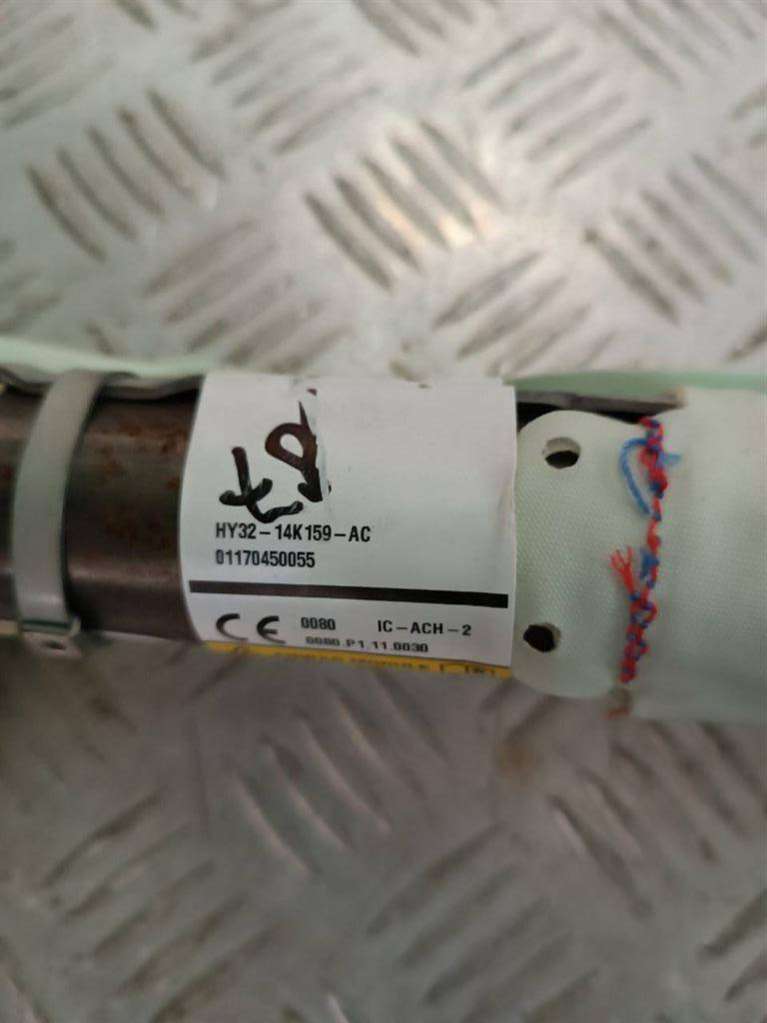 HY32-14K159-AC
01170450055
CE 0080 IC-ACH-2
0080.P1.11.0030